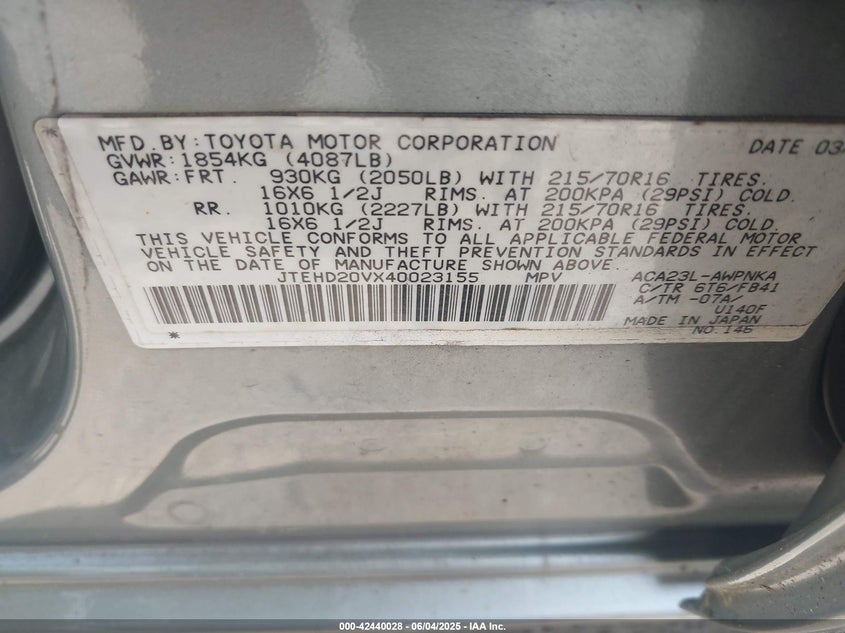 MFD.BY:TOYOTA MOTOR CORPORATION DATE 03
GVWR:1854KG (4087LB)
GAWR:FRT. 930KG (2050LB) WITH 215/70R16 TIRES.
16X6 1/2J RIMS. AT 200KPA (29PSI) COLD.
RR. 1010KG (2227LB) WITH 215/70R16 TIRES.
16X6 1/2J RIMS. AT 200KPA (29PSI) COLD.
THIS VEHICLE CONFORMS TO ALL APPLICABLE FEDERAL MOTOR
VEHICLE SAFETY AND THEFT PREVENTION STANDARDS IN EFFECT
ON THE DATE OF MANUFACTURE SHOWN ABOVE.
JTEHD20VX40023155 MPV ACA23L-AWPNKA
C/TR 6T6/FB41
A/TM -07A/
U140F
MADE IN JAPAN
NO.146
000-42440028 - 06/04/2025 - IAA Inc.